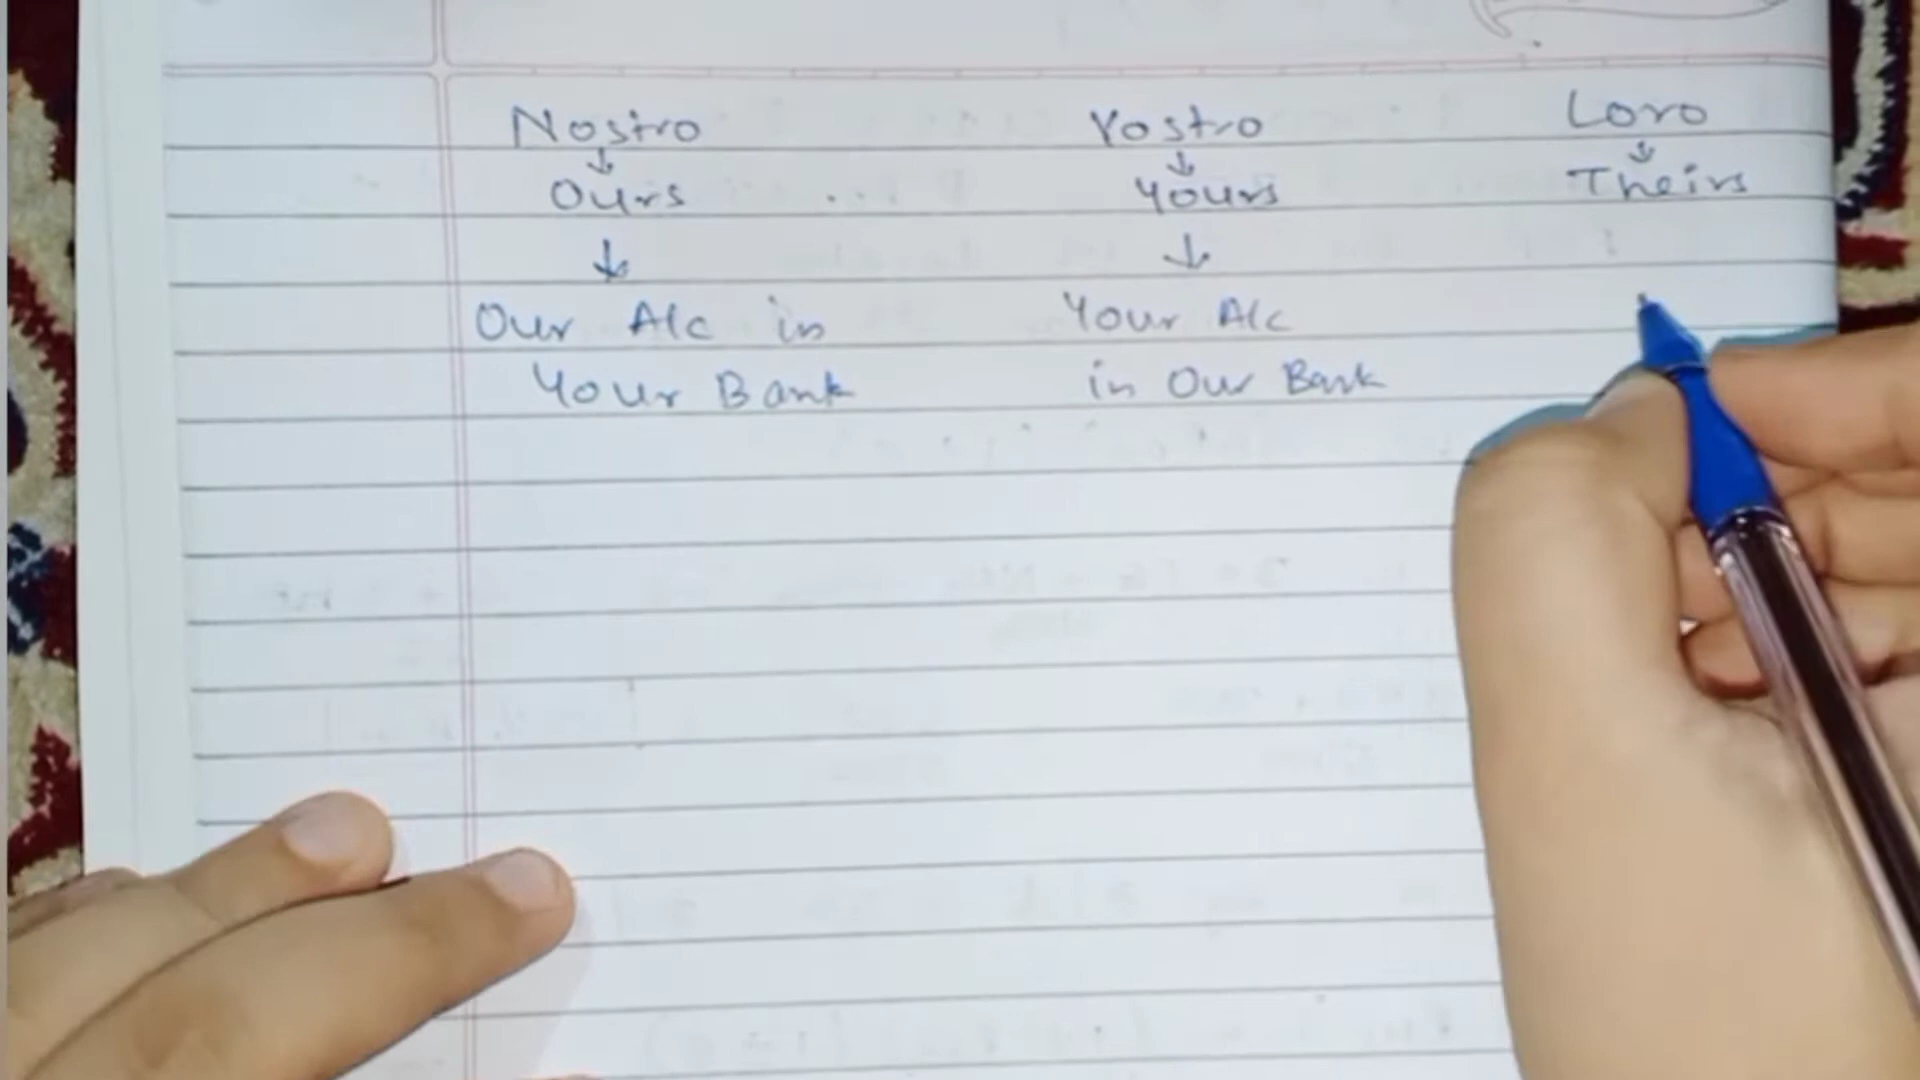 Nostro Vostro Loro
↓ ↓ ↓
Ours Yours Theirs
↓ ↓
Our A/c in Your A/c
Your Bank in Our Bank